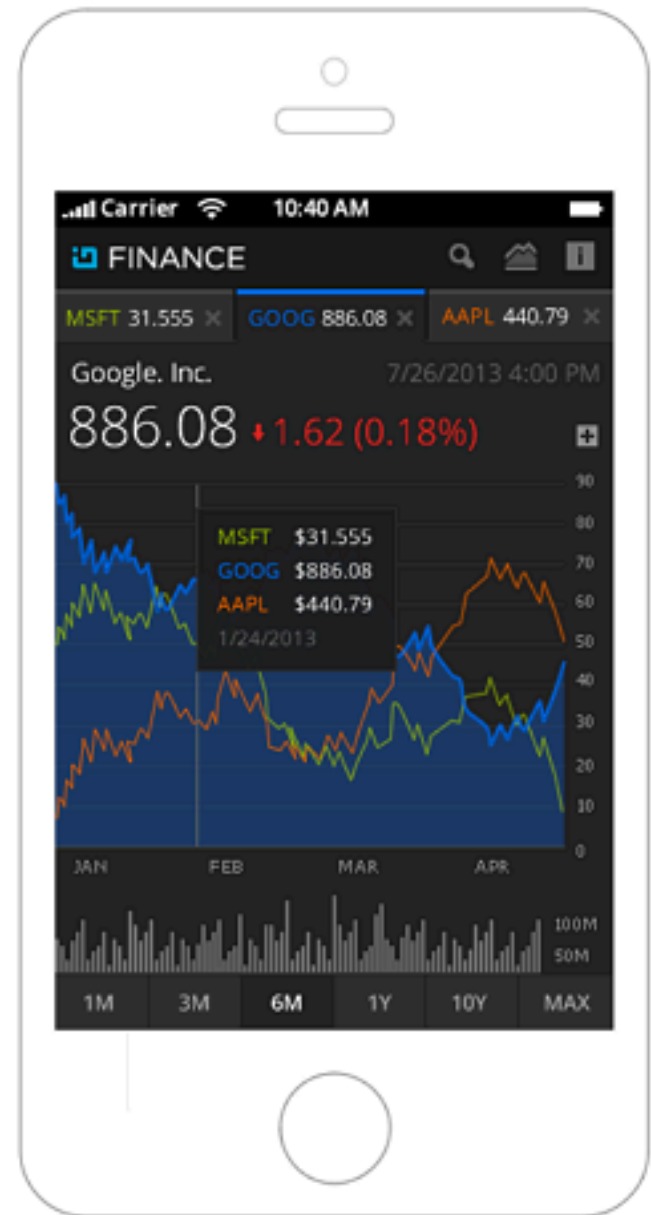 Carrier 10:40 AM
FINANCE
MSFT 31.555 × GOOG 886.08 × AAPL 440.79 ×
Google. Inc. 7/26/2013 4:00 PM
886.08 1.62 (0.18%)
90
80
MSFT $31.555
70
GOOG $886.08
60
AAPL $440.79
1/24/2013
50
40
30
20
10
0
JAN FEB MAR APR
100M
50M
1M 3M 6M 1Y 10Y MAX